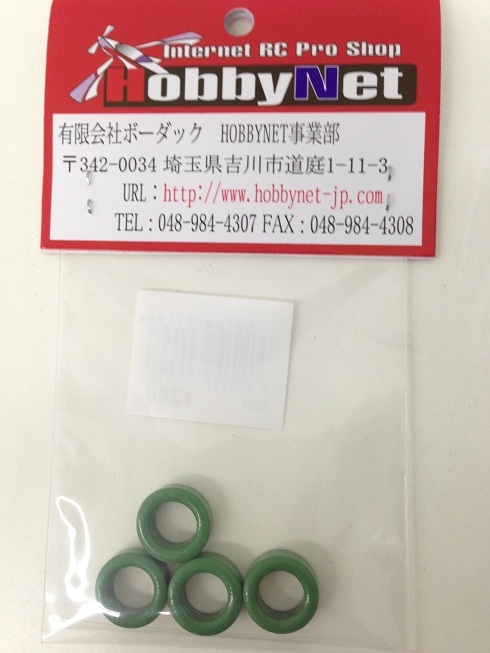 Internet RC Pro Shop
HobbyNet
有限会社ボーダック HOBBYNET事業部
〒342-0034 埼玉県吉川市道庭1-11-3
URL：http://www.hobbynet-jp.com
TEL：048-984-4307 FAX：048-984-4308